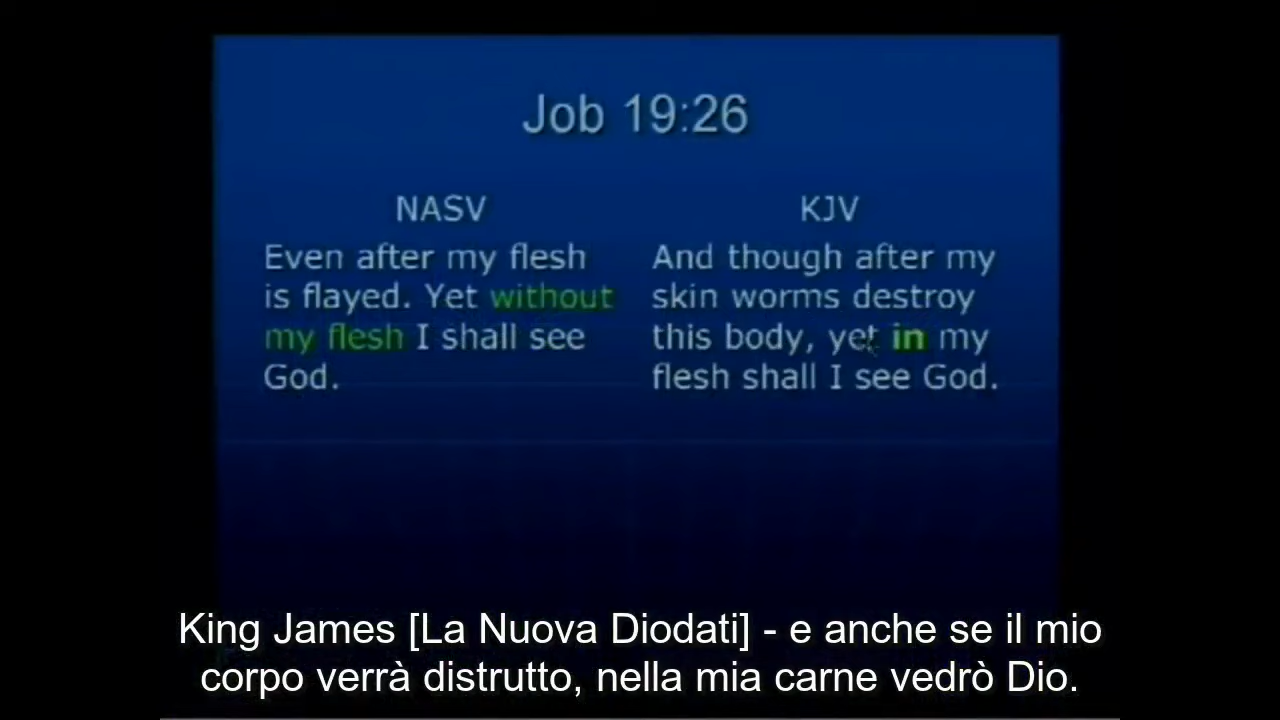 Job 19:26
NASV
Even after my flesh
is flayed. Yet without
my flesh I shall see
God.
KJV
And though after my
skin worms destroy
this body, yet in my
flesh shall I see God.
King James [La Nuova Diodati] - e anche se il mio
corpo verrà distrutto, nella mia carne vedrò Dio.